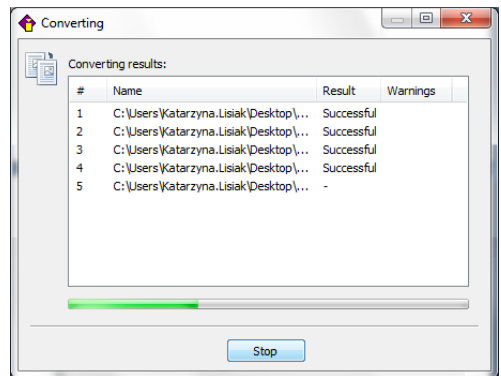 Converting
Converting results:
# Name Result Warnings
1 C:\Users\Katarzyna.Lisiak\Desktop\... Successful
2 C:\Users\Katarzyna.Lisiak\Desktop\... Successful
3 C:\Users\Katarzyna.Lisiak\Desktop\... Successful
4 C:\Users\Katarzyna.Lisiak\Desktop\... Successful
5 C:\Users\Katarzyna.Lisiak\Desktop\... -
Stop